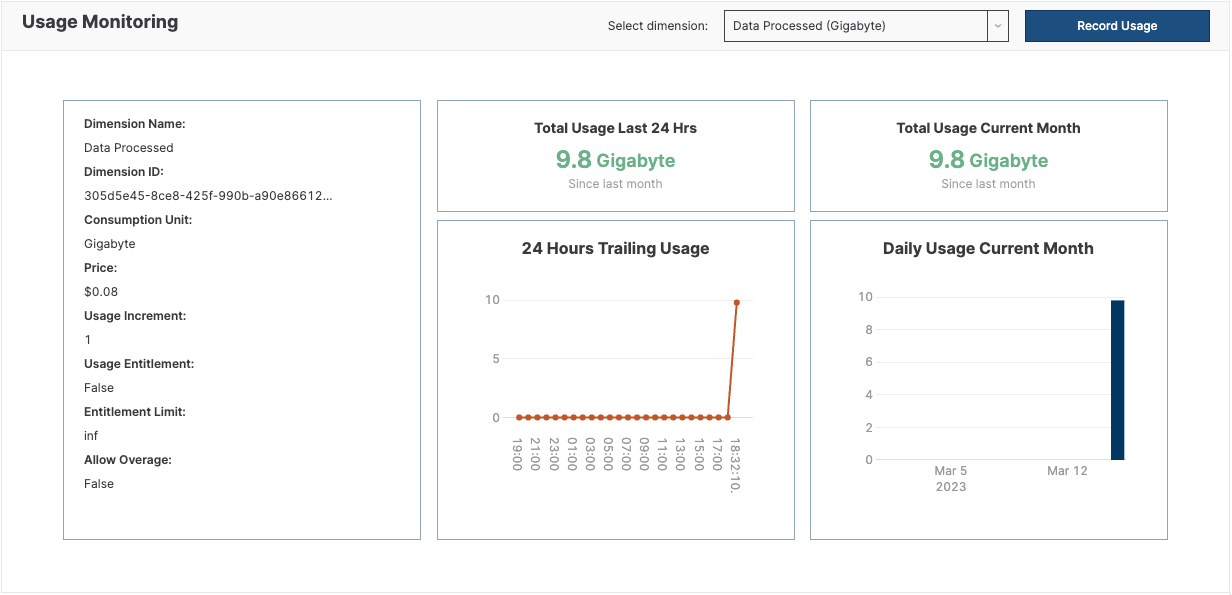 Usage Monitoring
Select dimension:
Data Processed (Gigabyte)
Record Usage
Dimension Name:
Data Processed
Dimension ID:
305d5e45-8ce8-425f-990b-a90e86612...
Consumption Unit:
Gigabyte
Price:
$0.08
Usage Increment:
1
Usage Entitlement:
False
Entitlement Limit:
inf
Allow Overage:
False
Total Usage Last 24 Hrs
9.8 Gigabyte
Since last month
Total Usage Current Month
9.8 Gigabyte
Since last month
24 Hours Trailing Usage
10
5
0
19:00
21:00
23:00
01:00
03:00
05:00
07:00
09:00
11:00
13:00
15:00
17:00
18:32:10.
Daily Usage Current Month
10
8
6
4
2
0
Mar 5
2023
Mar 12